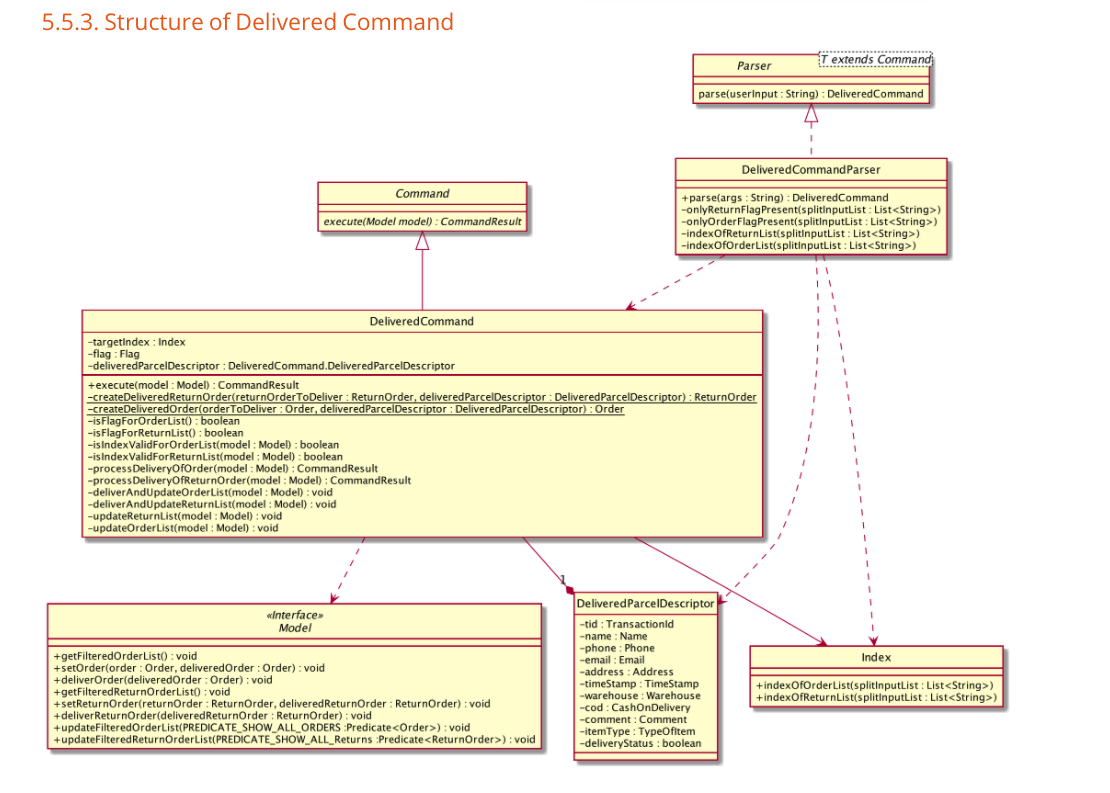 5.5.3. Structure of Delivered Command
Parser
T extends Command
parse(userInput : String) : DeliveredCommand
DeliveredCommandParser
+parse(args : String) : DeliveredCommand
-onlyReturnFlagPresent(splitInputList : List<String>)
-onlyOrderFlagPresent(splitInputList : List<String>)
-indexOfReturnList(splitInputList : List<String>)
-indexOfOrderList(splitInputList : List<String>)
Command
execute(Model model) : CommandResult
DeliveredCommand
-targetIndex : Index
-flag : Flag
-deliveredParcelDescriptor : DeliveredCommand.DeliveredParcelDescriptor
+execute(model : Model) : CommandResult
-createDeliveredReturnOrder(returnOrderToDeliver : ReturnOrder, deliveredParcelDescriptor : DeliveredParcelDescriptor) : ReturnOrder
-createDeliveredOrder(orderToDeliver : Order, deliveredParcelDescriptor : DeliveredParcelDescriptor) : Order
-isFlagForOrderList() : boolean
-isFlagForReturnList() : boolean
-isIndexValidForOrderList(model : Model) : boolean
-isIndexValidForReturnList(model : Model) : boolean
-processDeliveryOfOrder(model : Model) : CommandResult
-processDeliveryOfReturnOrder(model : Model) : CommandResult
-deliverAndUpdateOrderList(model : Model) : void
-deliverAndUpdateReturnList(model : Model) : void
-updateReturnList(model : Model) : void
-updateOrderList(model : Model) : void
1
«Interface»
Model
+getFilteredOrderList() : void
+setOrder(order : Order, deliveredOrder : Order) : void
+deliverOrder(deliveredOrder : Order) : void
+getFilteredReturnOrderList() : void
+setReturnOrder(returnOrder : ReturnOrder, deliveredReturnOrder : ReturnOrder) : void
+deliverReturnOrder(deliveredReturnOrder : ReturnOrder) : void
+updateFilteredOrderList(PREDICATE_SHOW_ALL_ORDERS :Predicate<Order>) : void
+updateFilteredReturnOrderList(PREDICATE_SHOW_ALL_Returns :Predicate<ReturnOrder>) : void
DeliveredParcelDescriptor
-tid : TransactionId
-name : Name
-phone : Phone
-email : Email
-address : Address
-timeStamp : TimeStamp
-warehouse : Warehouse
-cod : CashOnDelivery
-comment : Comment
-itemType : TypeOfItem
-deliveryStatus : boolean
Index
+indexOfOrderList(splitInputList : List<String>)
+indexOfReturnList(splitInputList : List<String>)